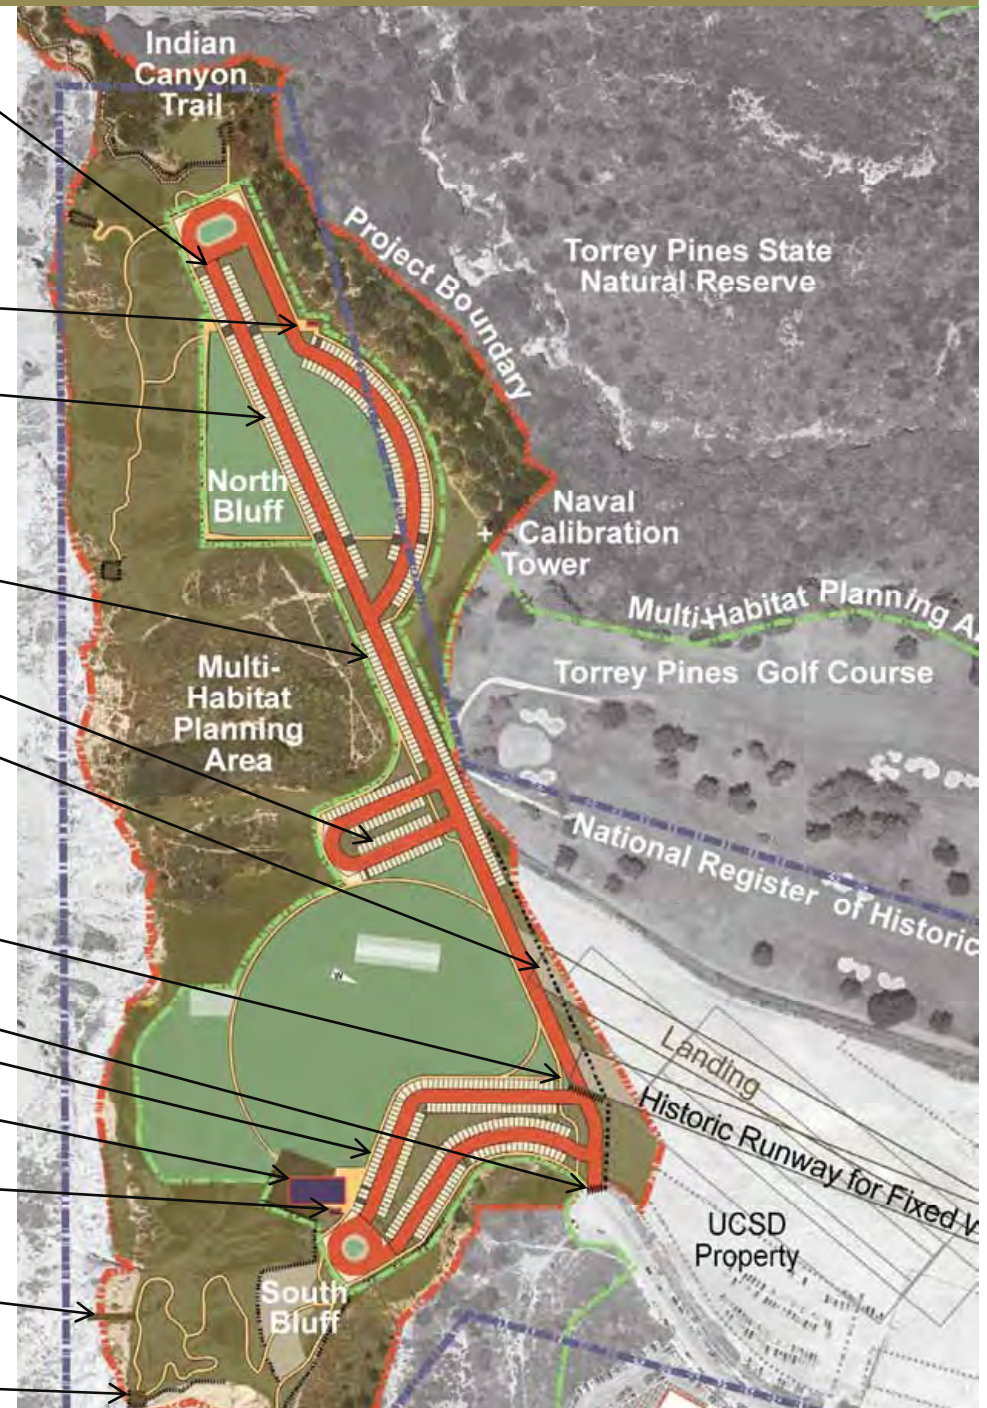 Indian
Canyon
Trail
Project Boundary
Torrey Pines State
Natural Reserve
North
Bluff
Naval
+ Calibration
Tower
Multi-Habitat Planning A
Torrey Pines Golf Course
Multi-
Habitat
Planning
Area
National Register of Historic
Landing
Historic Runway for Fixed W
UCSD
Property
South
Bluff